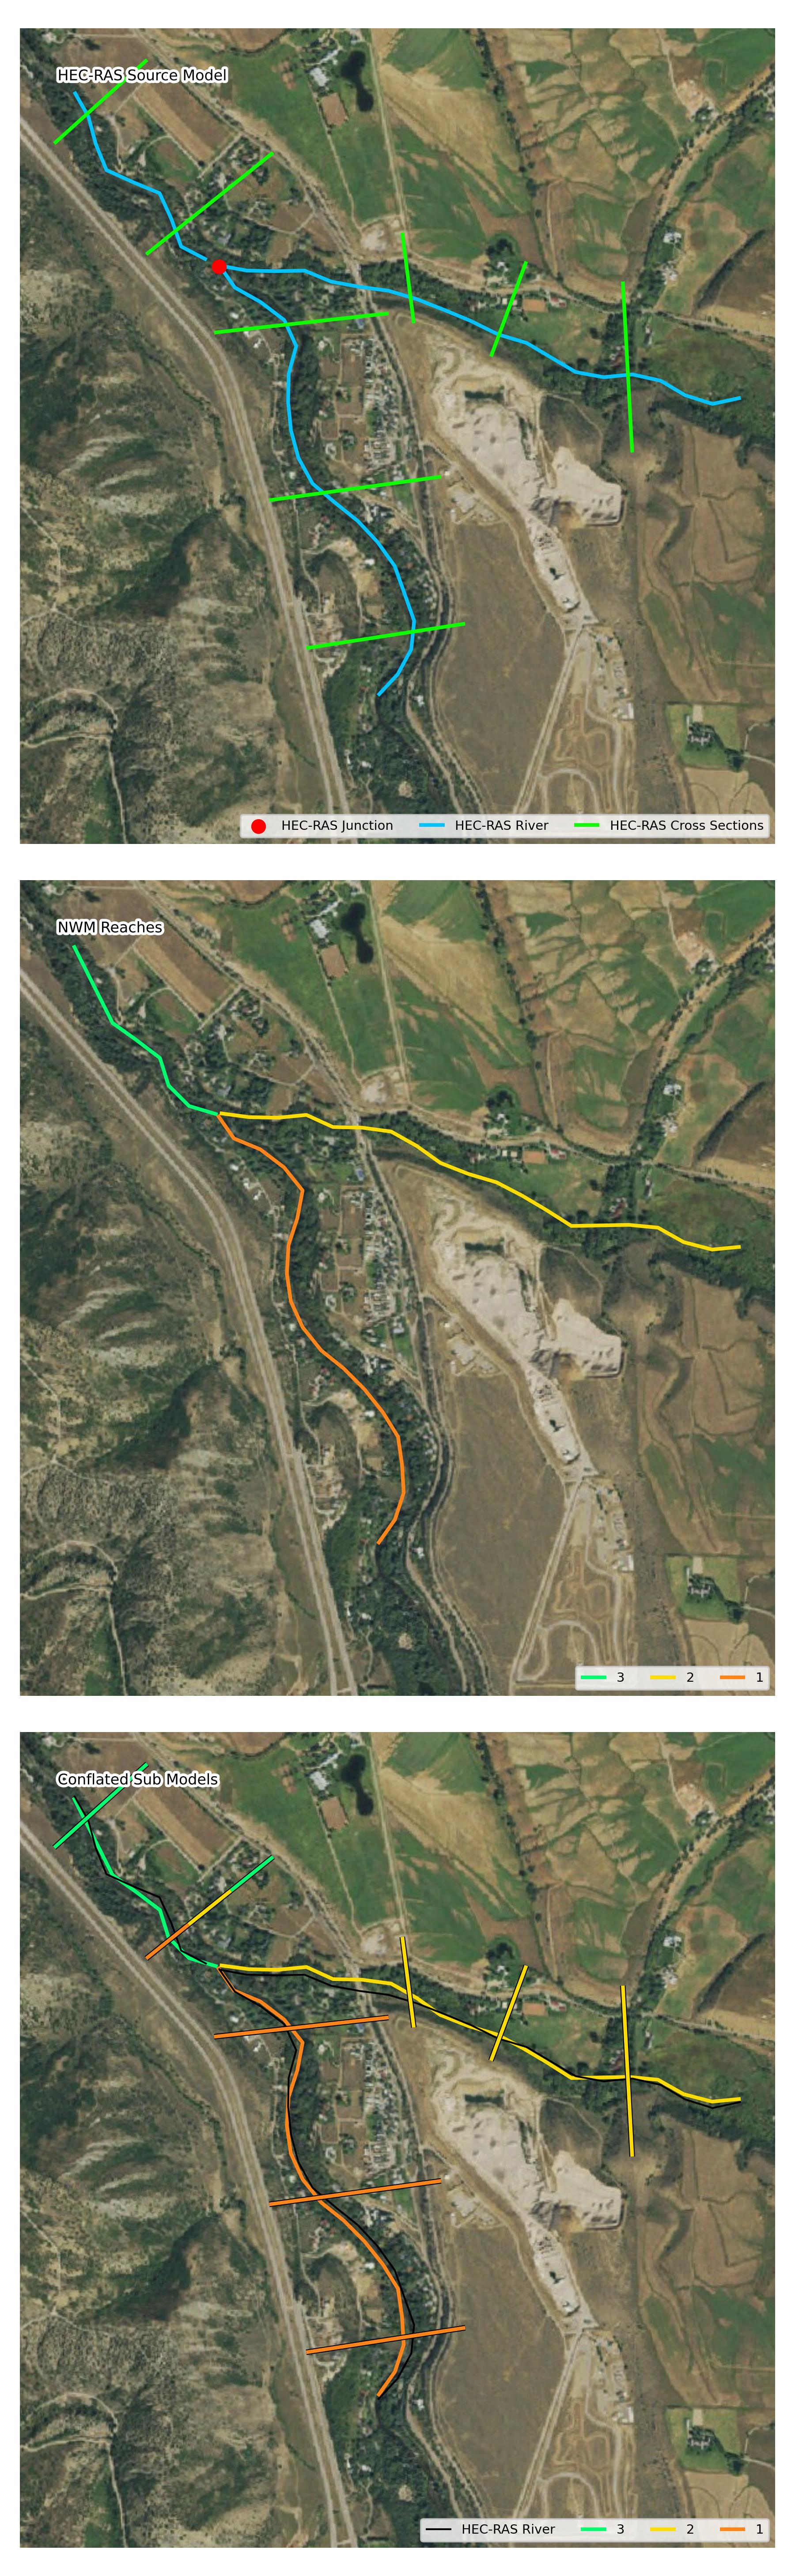 HEC-RAS Source Model
HEC-RAS Junction HEC-RAS River HEC-RAS Cross Sections
NWM Reaches
3 2 1
Conflated Sub Models
HEC-RAS River 3 2 1